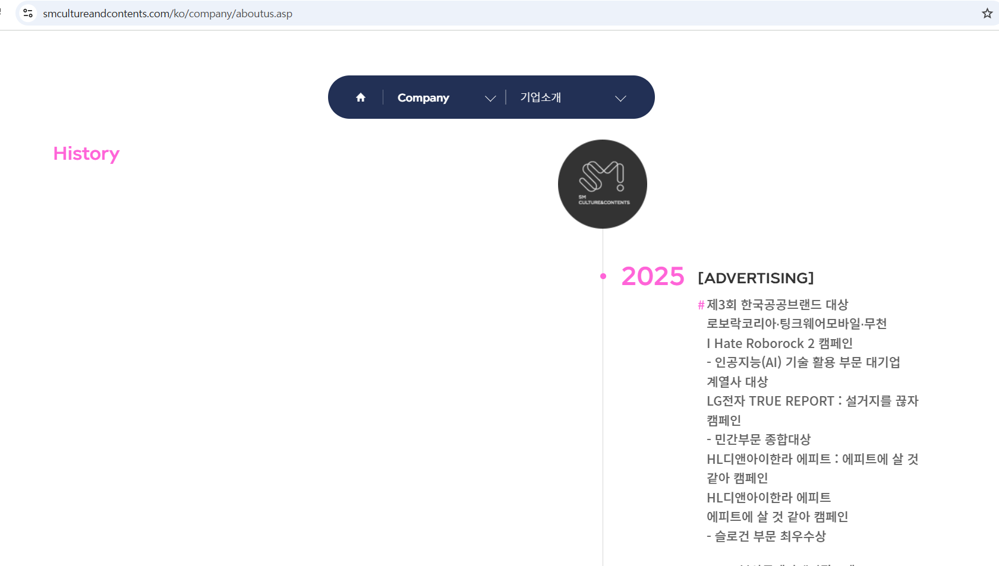 smcultureandcontents.com/ko/company/aboutus.asp
Company
기업소개
History
SM
CULTURE&CONTENTS
2025
[ADVERTISING]
# 제3회 한국공공브랜드 대상
로보락코리아·팅크웨어모바일·무천
I Hate Roborock 2 캠페인
- 인공지능(AI) 기술 활용 부문 대기업
계열사 대상
LG전자 TRUE REPORT : 설거지를 끊자
캠페인
- 민간부문 종합대상
HL디앤아이한라 에피트 : 에피트에 살 것
같아 캠페인
HL디앤아이한라 에피트
에피트에 살 것 같아 캠페인
- 슬로건 부문 최우수상